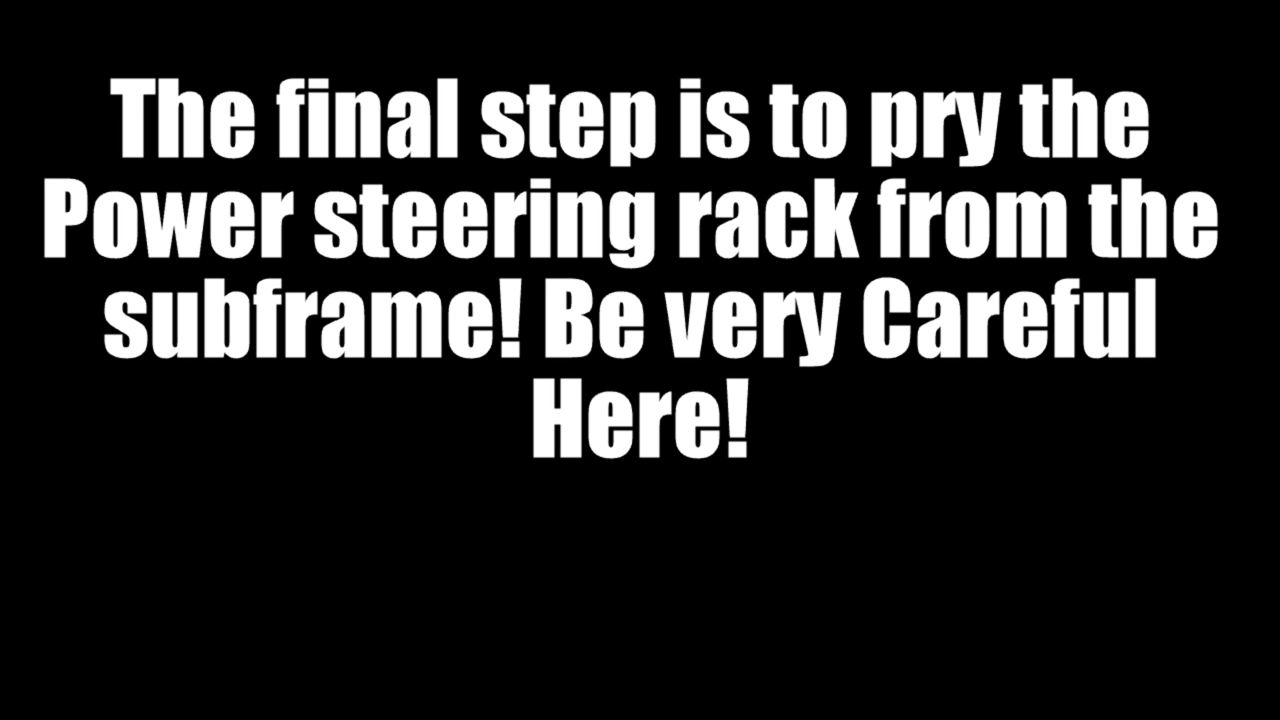 The final step is to pry the
Power steering rack from the
subframe! Be very Careful
Here!